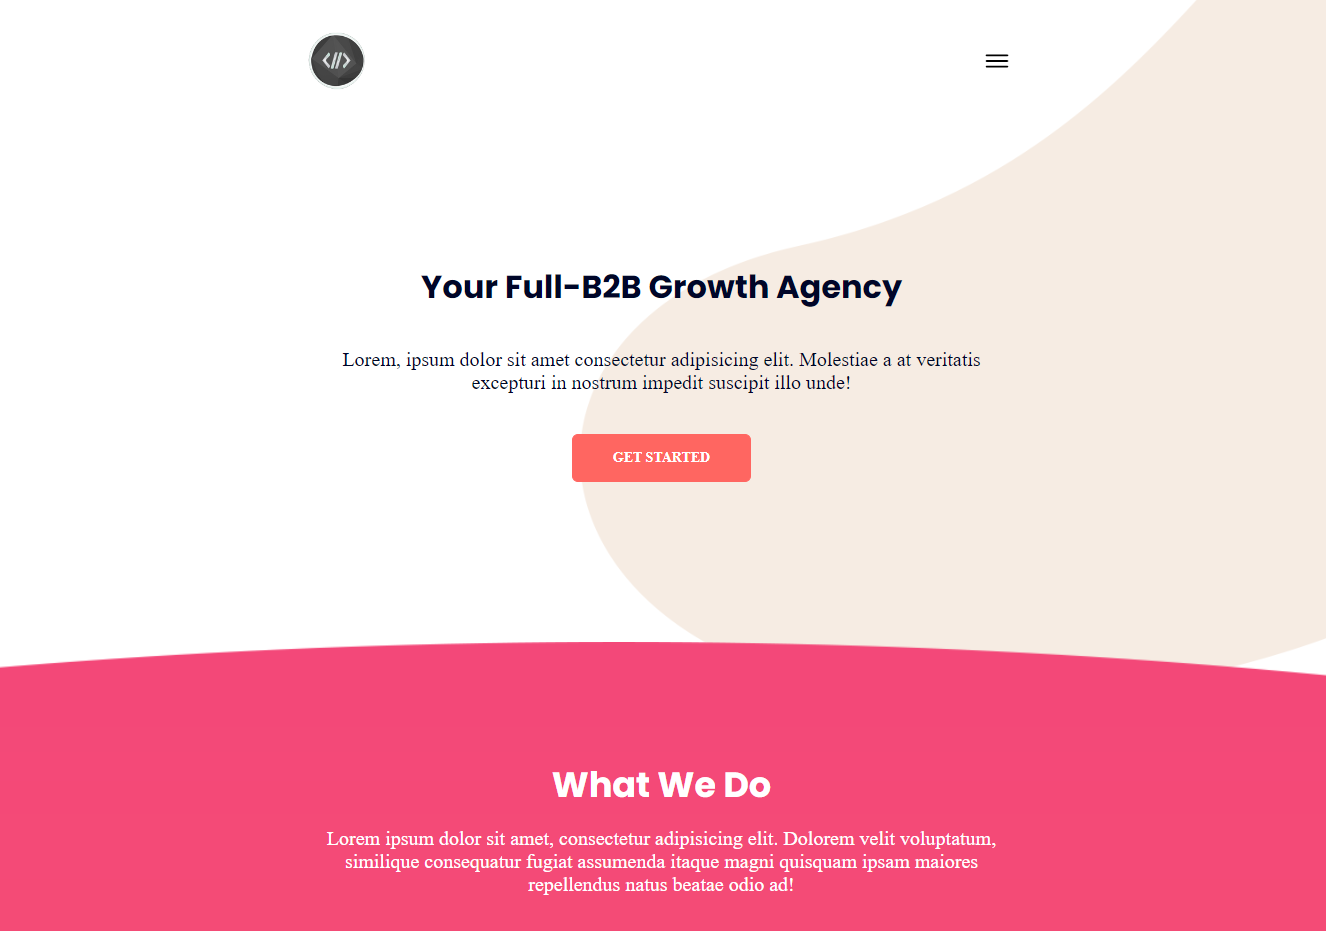 </>
Your Full-B2B Growth Agency
Lorem, ipsum dolor sit amet consectetur adipisicing elit. Molestiae a at veritatis
excepturi in nostrum impedit suscipit illo unde!
GET STARTED
What We Do
Lorem ipsum dolor sit amet, consectetur adipisicing elit. Dolorem velit voluptatum,
similique consequatur fugiat assumenda itaque magni quisquam ipsam maiores
repellendus natus beatae odio ad!